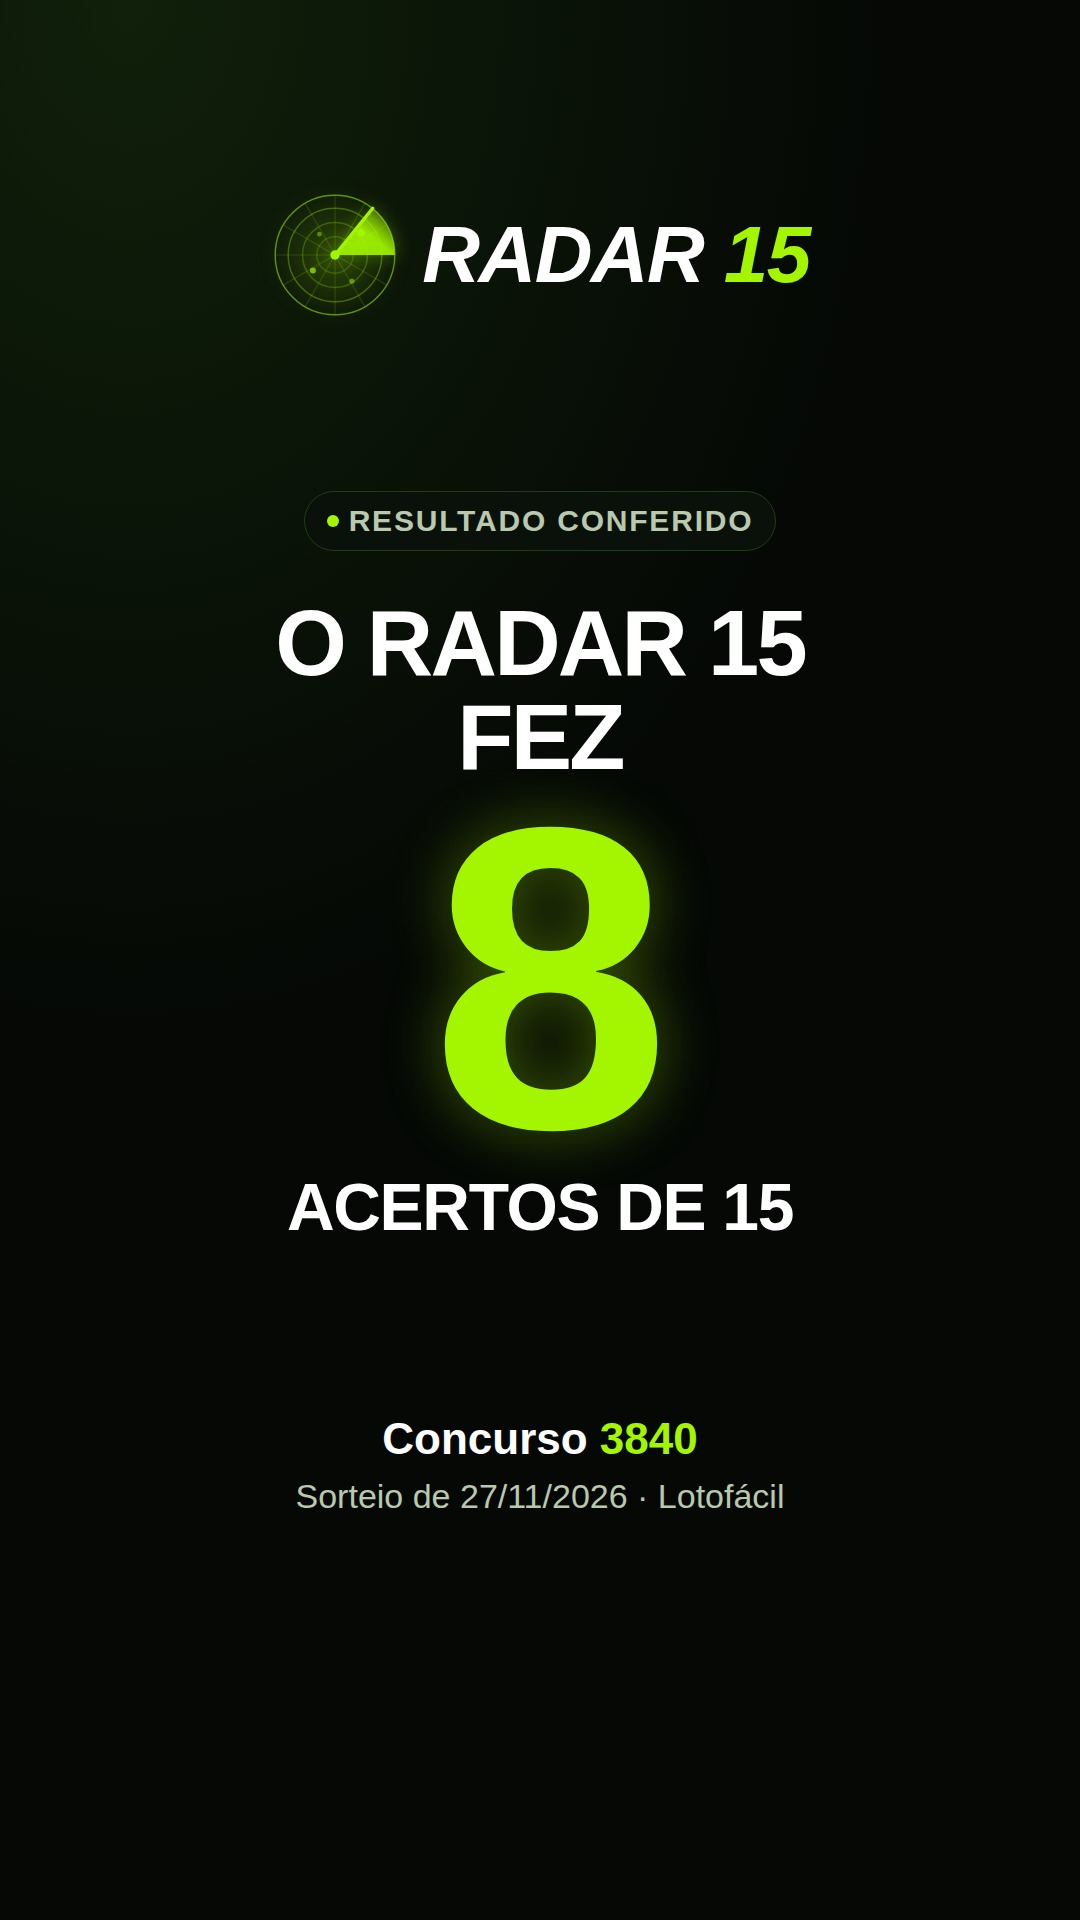 RADAR 15
RESULTADO CONFERIDO
O RADAR 15
FEZ
8
ACERTOS DE 15
Concurso 3840
Sorteio de 27/11/2026 · Lotofácil